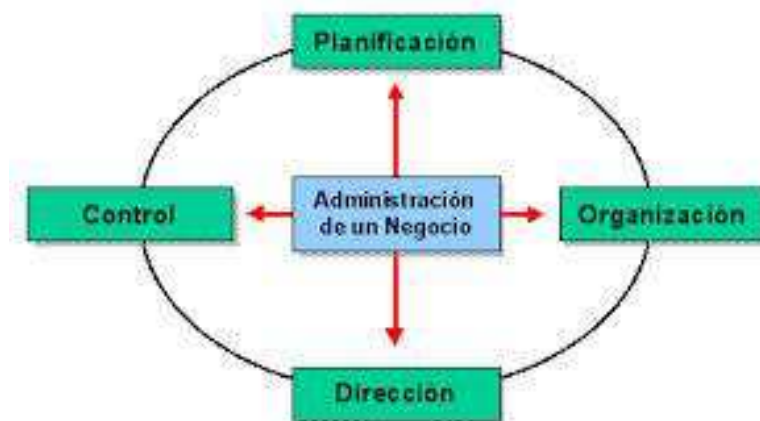 Planificación
Control
Administración
de un Negocio
Organización
Dirección